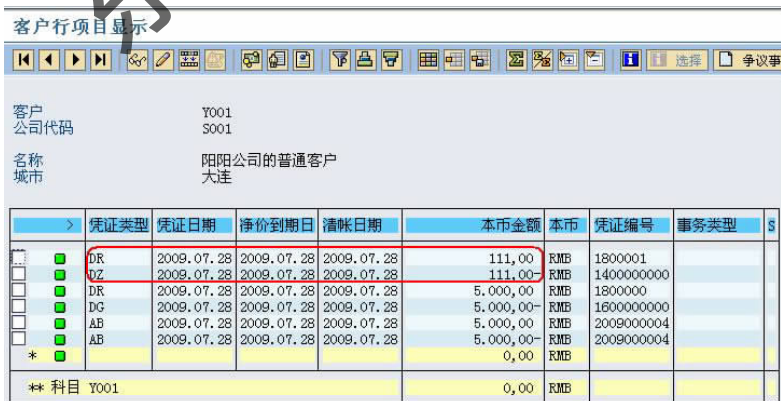 客户行项目显示
选择 争议事
客户 Y001
公司代码 S001
名称 阳阳公司的普通客户
城市 大连
> 凭证类型 凭证日期 净价到期日 清帐日期 本币金额 本币 凭证编号 事务类型 S
DR 2009.07.28 2009.07.28 2009.07.28 111,00 RMB 1800001
DZ 2009.07.28 2009.07.28 2009.07.28 111,00- RMB 1400000000
DR 2009.07.28 2009.07.28 2009.07.28 5.000,00 RMB 1800000
DG 2009.07.28 2009.07.28 2009.07.28 5.000,00- RMB 1600000000
AB 2009.07.28 2009.07.28 2009.07.28 5.000,00 RMB 2009000004
AB 2009.07.28 2009.07.28 2009.07.28 5.000,00- RMB 2009000004
* 0,00 RMB
** 科目 Y001 0,00 RMB